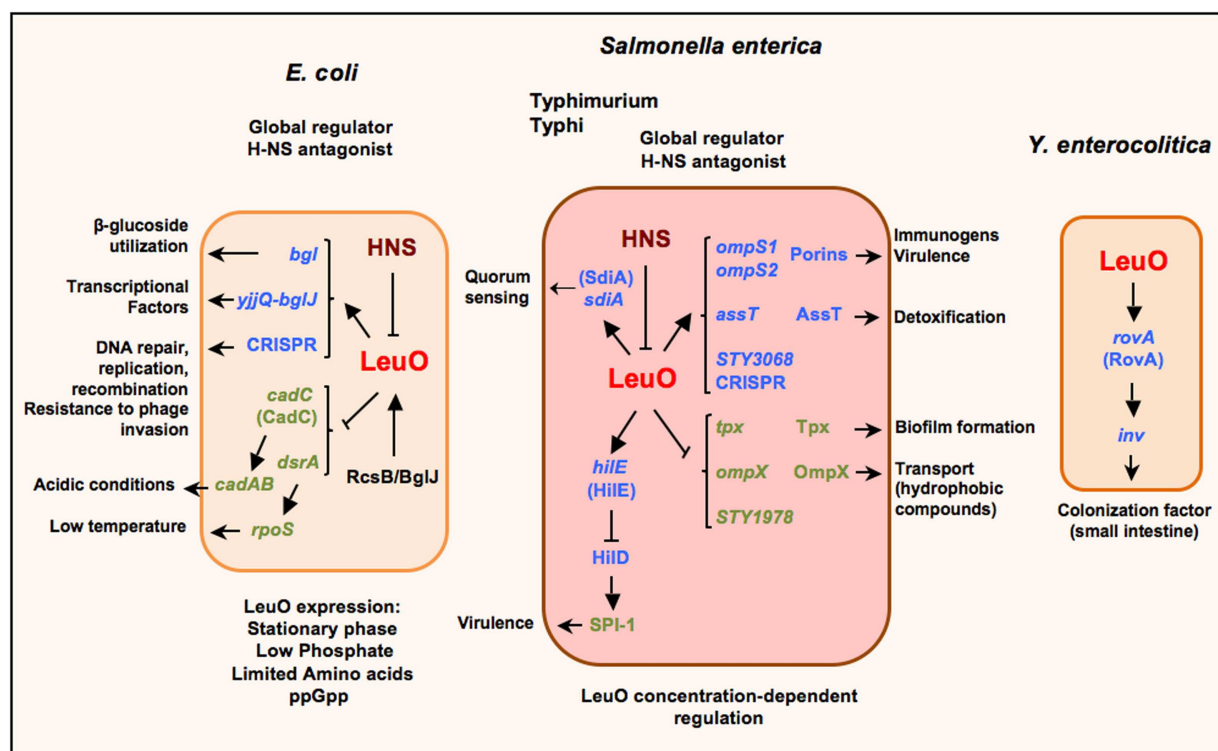 E. coli
Global regulator
H-NS antagonist
β-glucoside
utilization
Transcriptional
Factors
DNA repair,
replication,
recombination
Resistance to phage
invasion
Acidic conditions
Low temperature
bgl
yjjQ-bglJ
CRISPR
HNS
LeuO
cadC
(CadC)
dsrA
cadAB
rpoS
RcsB/BglJ
LeuO expression:
Stationary phase
Low Phosphate
Limited Amino acids
ppGpp
Salmonella enterica
Typhimurium
Typhi
Global regulator
H-NS antagonist
Quorum
sensing
(SdiA)
sdiA
HNS
LeuO
ompS1
ompS2
Porins
Immunogens
Virulence
assT
AssT
Detoxification
STY3068
CRISPR
tpx
Tpx
Biofilm formation
ompX
OmpX
Transport
(hydrophobic
compounds)
STY1978
hilE
(HilE)
HilD
SPI-1
Virulence
LeuO concentration-dependent
regulation
Y. enterocolitica
LeuO
rovA
(RovA)
inv
Colonization factor
(small intestine)